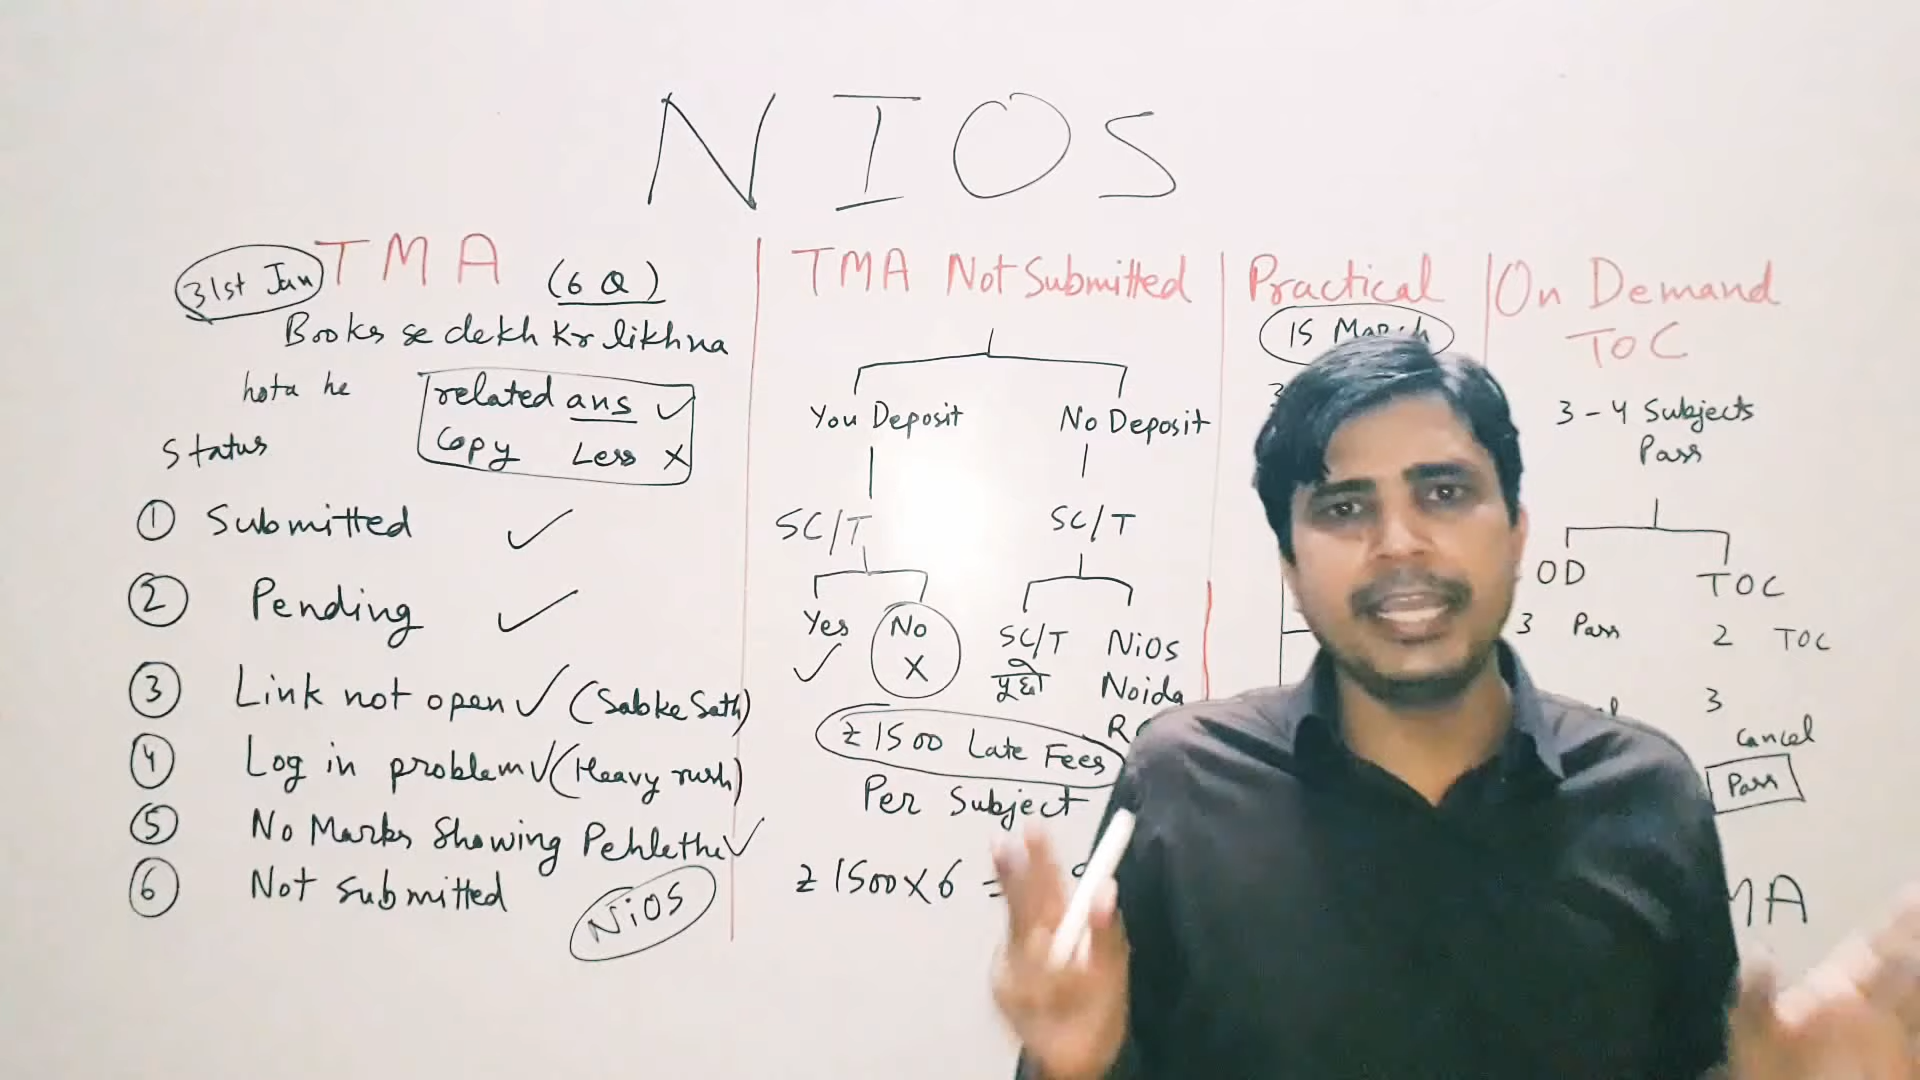 NIOS
31st Jan TMA (6 Q)
Books se dekh kr likhna
hota he
related ans ✓
Copy Less X
Status
① Submitted ✓
② Pending ✓
③ Link not open ✓ (Sabke Sath)
④ Log in problem ✓ (Heavy rush)
⑤ No Marks Showing Pehle the ✓
⑥ Not submitted
NiOS
TMA Not Submitted
You Deposit No Deposit
SC/T SC/T
Yes No SC/T NiOS
✓ X पूछो Noida
₹ 1500 Late Fees
Per Subject
₹ 1500 X 6 =
Practical
15 March
On Demand
TOC
3 - 4 Subjects
Pass
OD TOC
3 Pass 2 TOC
3
Cancel
Pass